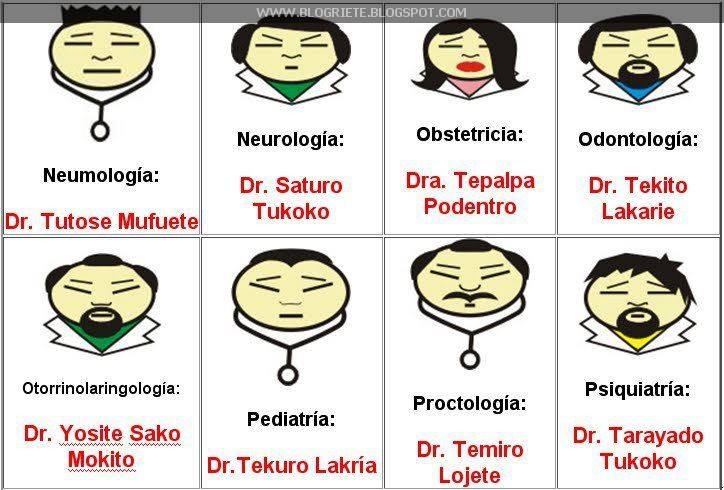 WWW.BLOGRIETE.BLOGSPOT.COM
Neumología:
Dr. Tutose Mufuete
Neurología:
Dr. Saturo
Tukoko
Obstetricia:
Dra. Tepalpa
Podentro
Odontología:
Dr. Tekito
Lakarie
Otorrinolaringología:
Dr. Yosite Sako
Mokito
Pediatría:
Dr.Tekuro Lakría
Proctología:
Dr. Temiro
Lojete
Psiquiatría:
Dr. Tarayado
Tukoko